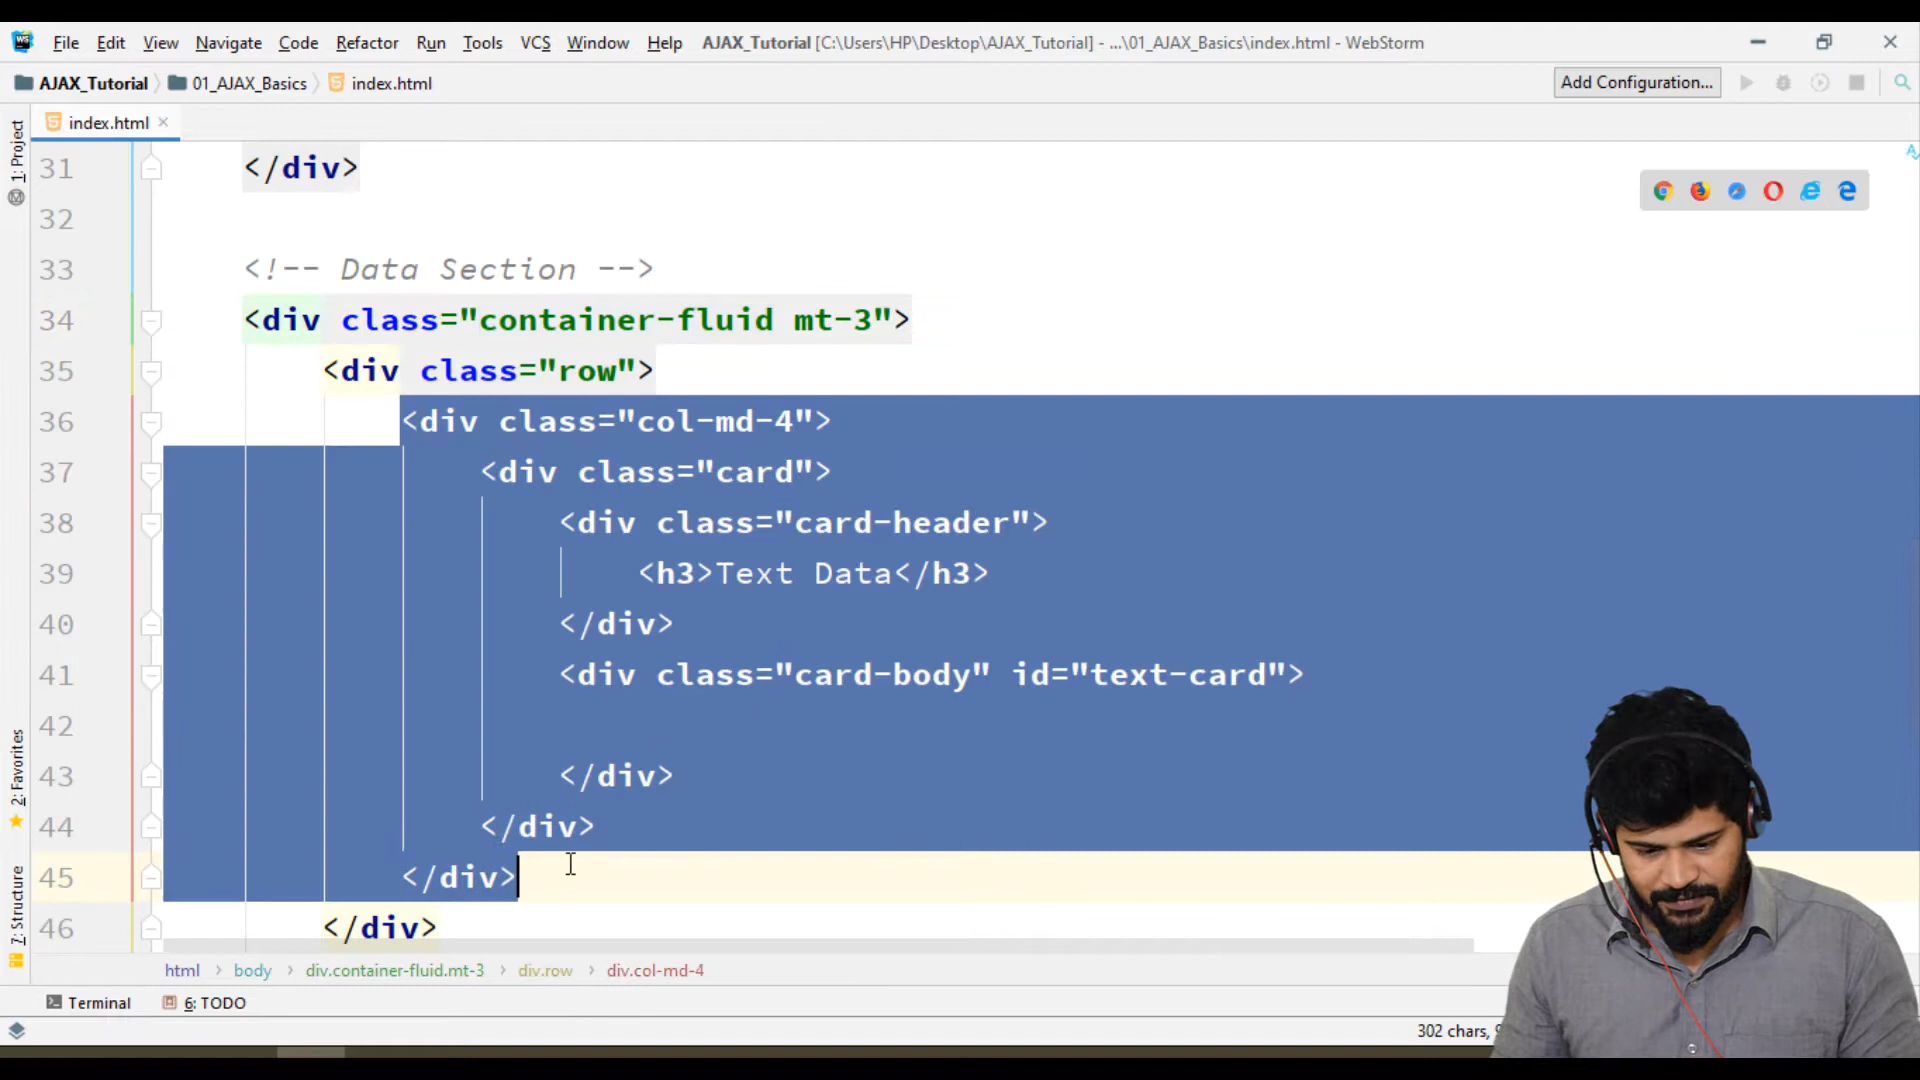 File Edit View Navigate Code Refactor Run Tools VCS Window Help AJAX_Tutorial [C:\Users\HP\Desktop\AJAX_Tutorial] - ...\01_AJAX_Basics\index.html - WebStorm
AJAX_Tutorial 01_AJAX_Basics index.html Add Configuration...
index.html
1: Project
2: Favorites
7: Structure
31 </div>
32
33 <!-- Data Section -->
34 <div class="container-fluid mt-3">
35 <div class="row">
36 <div class="col-md-4">
37 <div class="card">
38 <div class="card-header">
39 <h3>Text Data</h3>
40 </div>
41 <div class="card-body" id="text-card">
42
43 </div>
44 </div>
45 </div>
46 </div>
html body div.container-fluid.mt-3 div.row div.col-md-4
Terminal 6: TODO
302 chars,